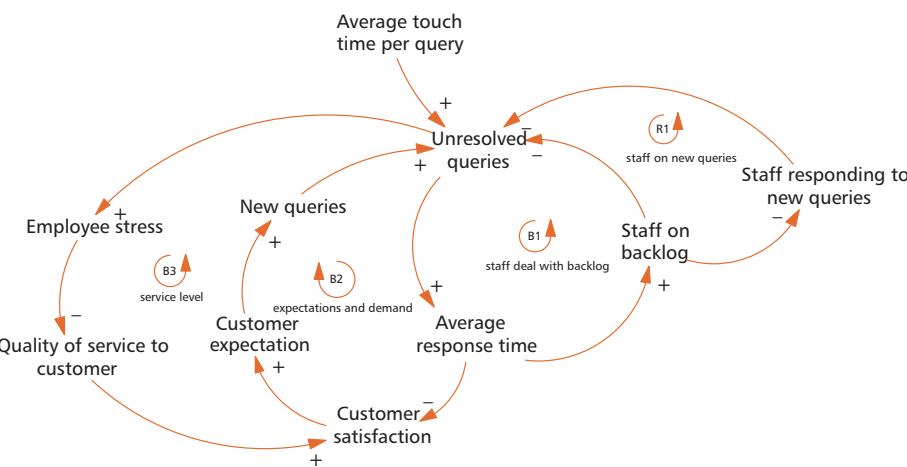 Average touch
time per query
+
Unresolved
queries
−
−
+
R1
staff on new queries
Staff responding to
new queries
−
New queries
+
Employee stress
+
B1
staff deal with backlog
Staff on
backlog
+
B3
service level
B2
expectations and demand
+
−
Quality of service to
customer
Customer
expectation
+
Average
response time
−
Customer
satisfaction
+